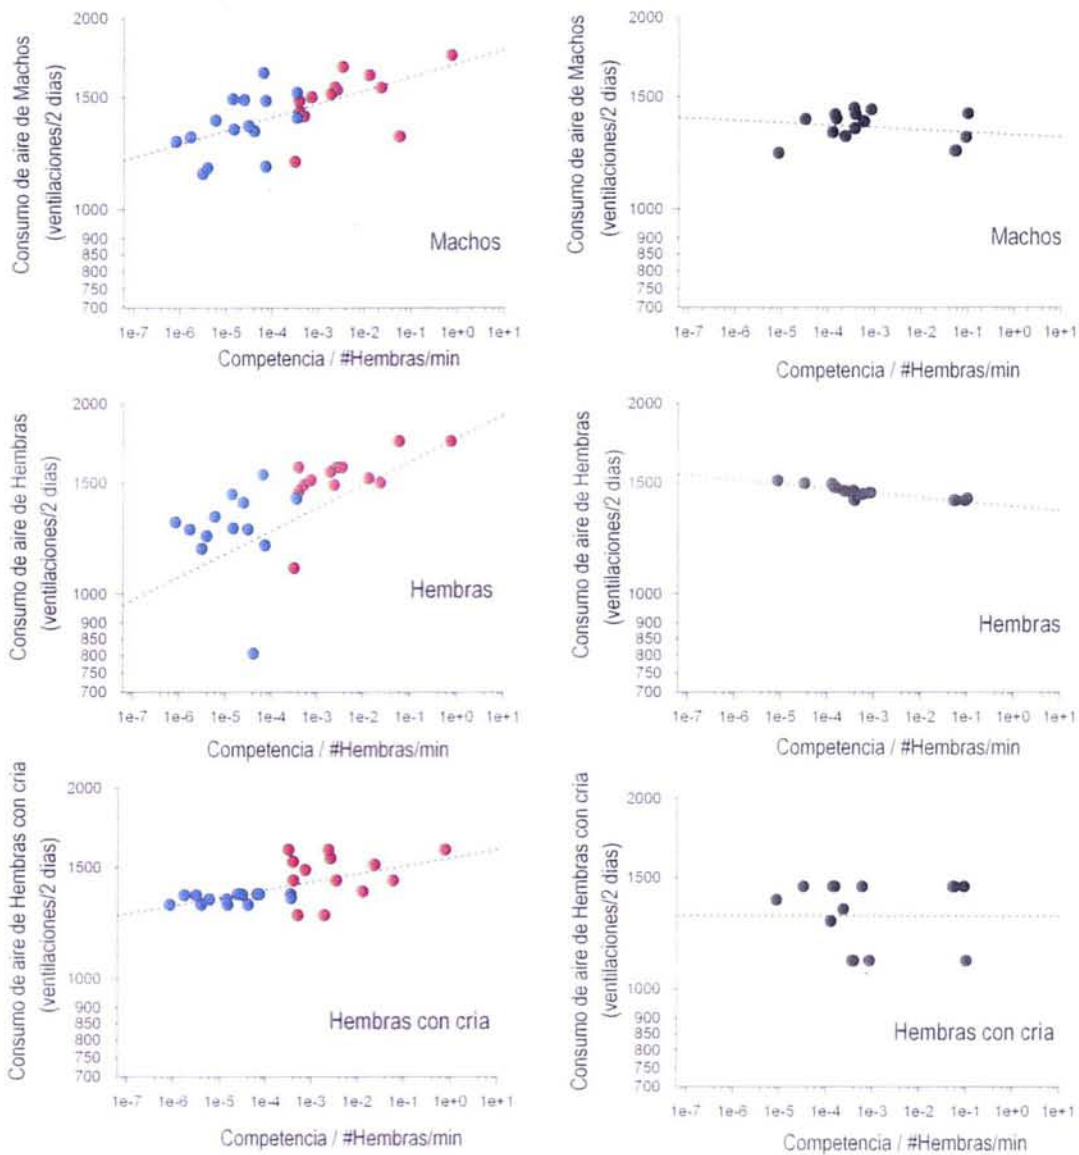 Consumo de aire de Machos
(ventilaciones/2 dias)
2000
1500
1000
900
850
800
700
Machos
1e-7 1e-6 1e-5 1e-4 1e-3 1e-2 1e-1 1e+0 1e+1
Competencia / #Hembras/min
Consumo de aire de Machos
(ventilaciones/2 dias)
2000
1500
1000
900
850
800
700
Machos
1e-7 1e-6 1e-5 1e-4 1e-3 1e-2 1e-1 1e+0 1e+1
Competencia / #Hembras/min
Consumo de aire de Hembras
(ventilaciones/2 dias)
2000
1500
1000
900
850
800
750
700
Hembras
1e-7 1e-6 1e-5 1e-4 1e-3 1e-2 1e-1 1e+0 1e+1
Competencia / #Hembras/min
Consumo de aire de Hembras
(ventilaciones/2 dias)
2000
1500
1000
900
850
800
750
700
Hembras
1e-7 1e-6 1e-5 1e-4 1e-3 1e-2 1e-1 1e+0 1e+1
Competencia / #Hembras/min
Consumo de aire de Hembras con cria
(ventilaciones/2 dias)
2000
1500
1000
900
850
800
750
700
Hembras con cria
1e-7 1e-6 1e-5 1e-4 1e-3 1e-2 1e-1 1e+0 1e+1
Competencia / #Hembras/min
Consumo de aire de Hembras con cria
(ventilaciones/2 dias)
2000
1500
1000
900
850
800
750
700
Hembras con cria
1e-7 1e-6 1e-5 1e-4 1e-3 1e-2 1e-1 1e+0 1e+1
Competencia / #Hembras/min